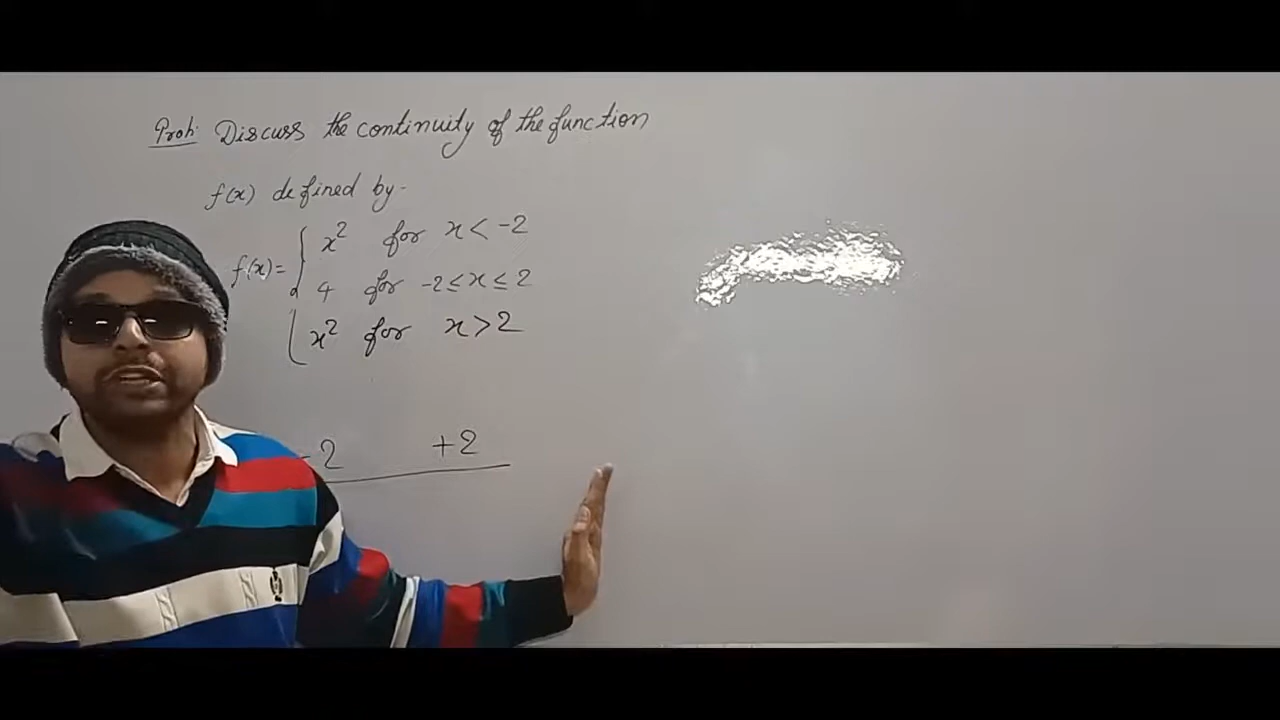 Prob: Discuss the continuity of the function
f(x) defined by-
f(x) = { x² for x < -2
4 for -2 ≤ x ≤ 2
x² for x > 2
-2 +2